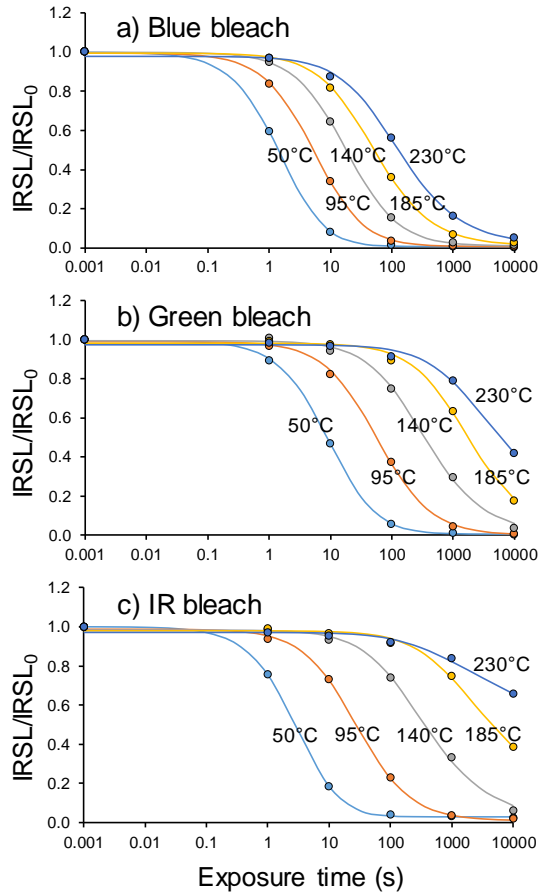 a) Blue bleach
IRSL/IRSL₀
1.2
1.0
0.8
0.6
0.4
0.2
0.0
50°C
95°C
140°C
185°C
230°C
0.001 0.01 0.1 1 10 100 1000 10000
b) Green bleach
IRSL/IRSL₀
1.2
1.0
0.8
0.6
0.4
0.2
0.0
50°C
95°C
140°C
185°C
230°C
0.001 0.01 0.1 1 10 100 1000 10000
c) IR bleach
IRSL/IRSL₀
1.2
1.0
0.8
0.6
0.4
0.2
0.0
50°C
95°C
140°C
185°C
230°C
0.001 0.01 0.1 1 10 100 1000 10000
Exposure time (s)